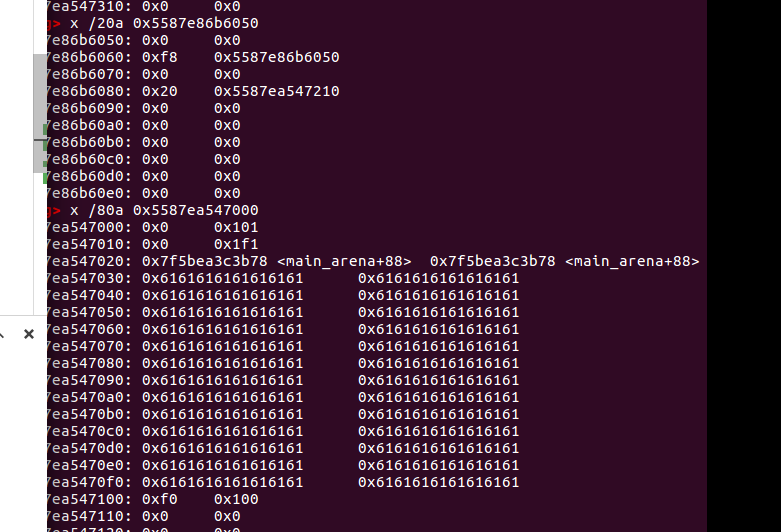 7ea547310: 0x0 0x0
g> x /20a 0x5587e86b6050
7e86b6050: 0x0 0x0
7e86b6060: 0xf8 0x5587e86b6050
7e86b6070: 0x0 0x0
7e86b6080: 0x20 0x5587ea547210
7e86b6090: 0x0 0x0
7e86b60a0: 0x0 0x0
7e86b60b0: 0x0 0x0
7e86b60c0: 0x0 0x0
7e86b60d0: 0x0 0x0
7e86b60e0: 0x0 0x0
g> x /80a 0x5587ea547000
7ea547000: 0x0 0x101
7ea547010: 0x0 0x1f1
7ea547020: 0x7f5bea3c3b78 <main_arena+88> 0x7f5bea3c3b78 <main_arena+88>
7ea547030: 0x6161616161616161 0x6161616161616161
7ea547040: 0x6161616161616161 0x6161616161616161
7ea547050: 0x6161616161616161 0x6161616161616161
7ea547060: 0x6161616161616161 0x6161616161616161
7ea547070: 0x6161616161616161 0x6161616161616161
7ea547080: 0x6161616161616161 0x6161616161616161
7ea547090: 0x6161616161616161 0x6161616161616161
7ea5470a0: 0x6161616161616161 0x6161616161616161
7ea5470b0: 0x6161616161616161 0x6161616161616161
7ea5470c0: 0x6161616161616161 0x6161616161616161
7ea5470d0: 0x6161616161616161 0x6161616161616161
7ea5470e0: 0x6161616161616161 0x6161616161616161
7ea5470f0: 0x6161616161616161 0x6161616161616161
7ea547100: 0xf0 0x100
7ea547110: 0x0 0x0